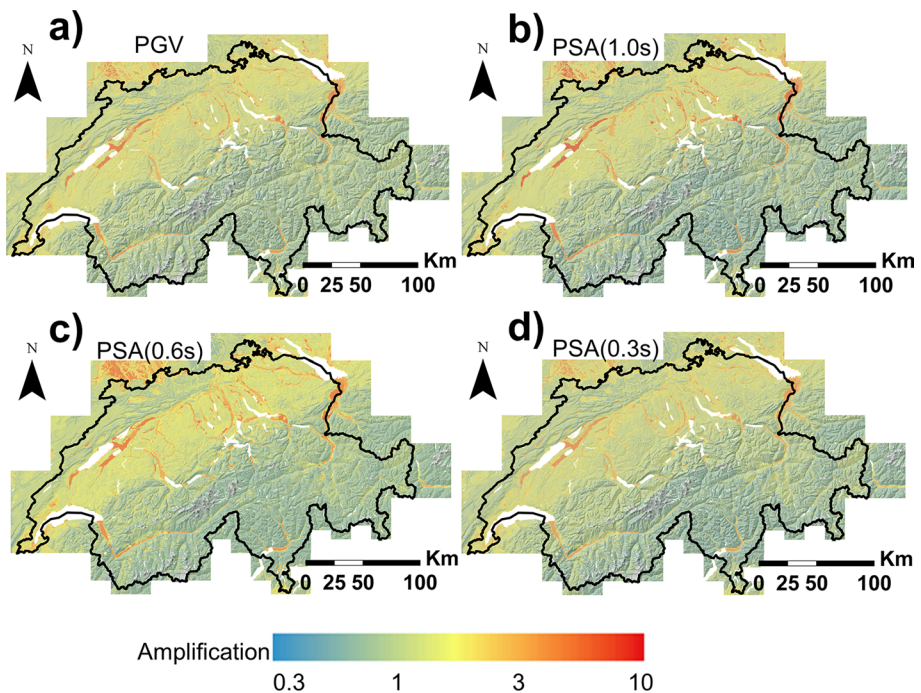 a)
PGV
N
Km
0 25 50 100
b)
PSA(1.0s)
N
Km
0 25 50 100
c)
PSA(0.6s)
N
Km
0 25 50 100
d)
PSA(0.3s)
N
Km
0 25 50 100
Amplification
0.3 1 3 10